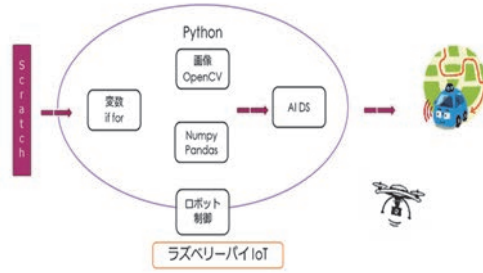 Scratch
Python
変数
if for
画像
OpenCV
Numpy
Pandas
AI DS
ロボット
制御
ラズベリーパイ IoT